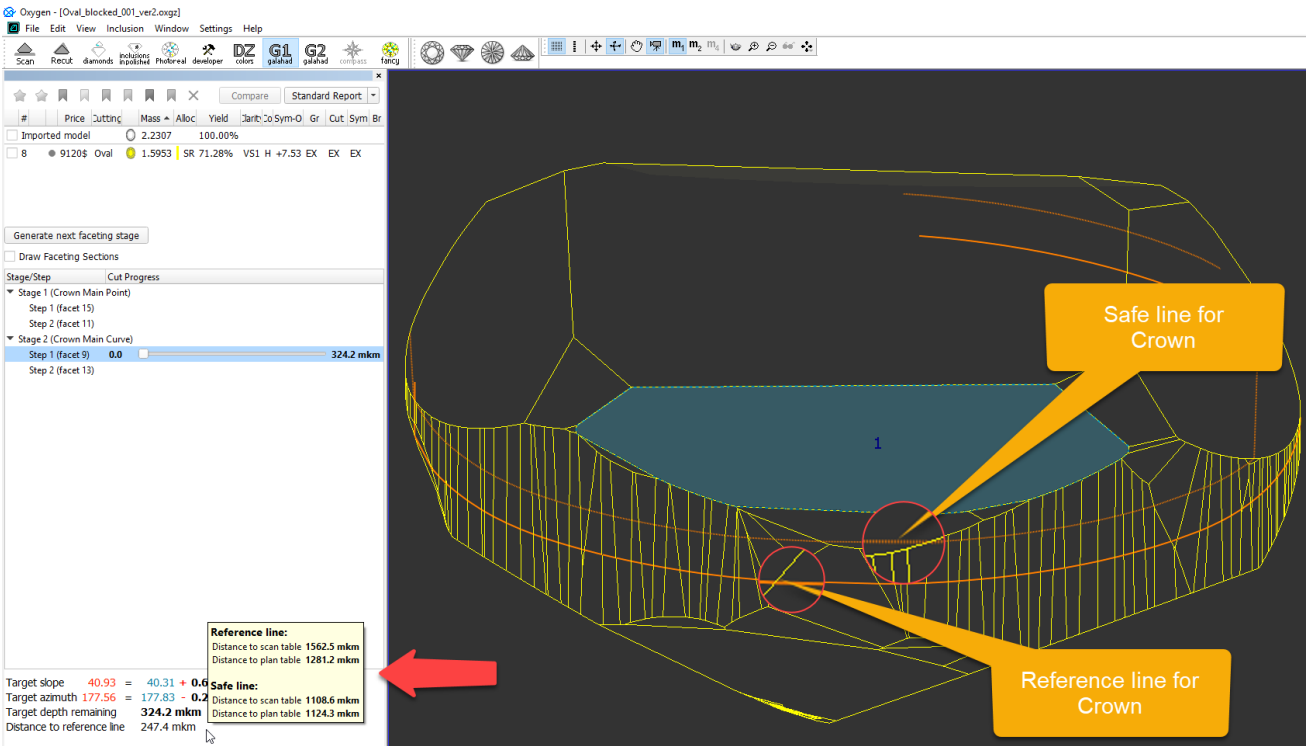 Oxygen - [Oval_blocked_001_ver2.oxgz]
File Edit View Inclusion Window Settings Help
Scan Recut diamonds inclusions inpolished Photoreal developer DZ colors G1 galahad G2 galahad compass fancy m1 m2 m4
Compare Standard Report
# Price Cutting Mass Alloc Yield Clarity Co Sym-O Gr Cut Sym Br
Imported model 2.2307 100.00%
8 9120$ Oval 1.5953 SR 71.28% VS1 H +7.53 EX EX EX
Generate next faceting stage
Draw Faceting Sections
Stage/Step Cut Progress
Stage 1 (Crown Main Point)
Step 1 (facet 15)
Step 2 (facet 11)
Stage 2 (Crown Main Curve)
Step 1 (facet 9) 0.0 324.2 mkm
Step 2 (facet 13)
Target slope 40.93 = 40.31 + 0.6
Target azimuth 177.56 = 177.83 - 0.2
Target depth remaining 324.2 mkm
Distance to reference line 247.4 mkm
Reference line:
Distance to scan table 1562.5 mkm
Distance to plan table 1281.2 mkm
Safe line:
Distance to scan table 1108.6 mkm
Distance to plan table 1124.3 mkm
1
Safe line for
Crown
Reference line for
Crown